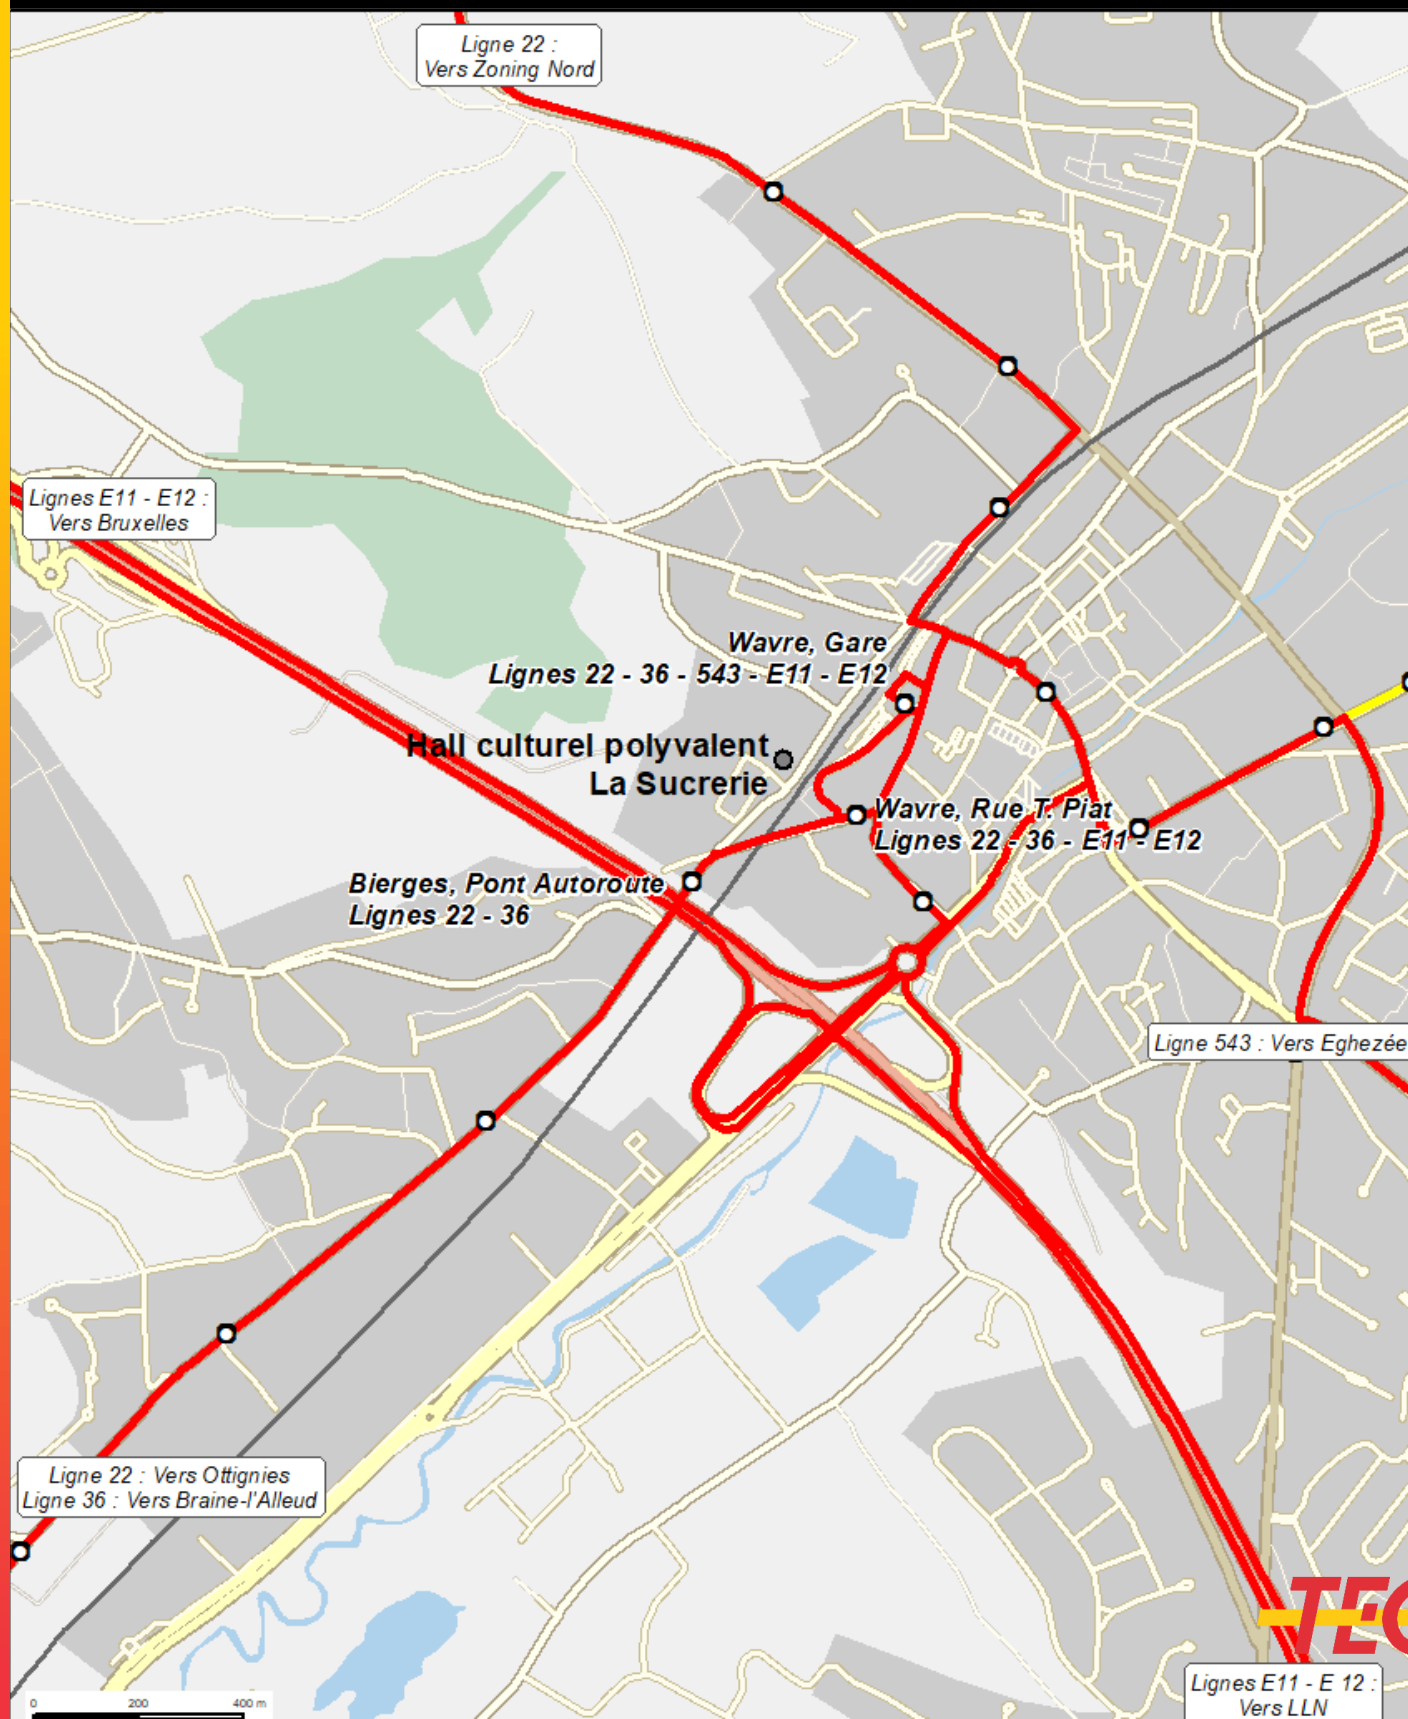 Ligne 22 :
Vers Zoning Nord
Lignes E11 - E12 :
Vers Bruxelles
Wavre, Gare
Lignes 22 - 36 - 543 - E11 - E12
Hall culturel polyvalent
La Sucrerie
Wavre, Rue T. Piat
Lignes 22 - 36 - E11 - E12
Bierges, Pont Autoroute
Lignes 22 - 36
Ligne 543 : Vers Eghezée
Ligne 22 : Vers Ottignies
Ligne 36 : Vers Braine-l'Alleud
TEC
Lignes E11 - E 12 :
Vers LLN
0 200 400 m